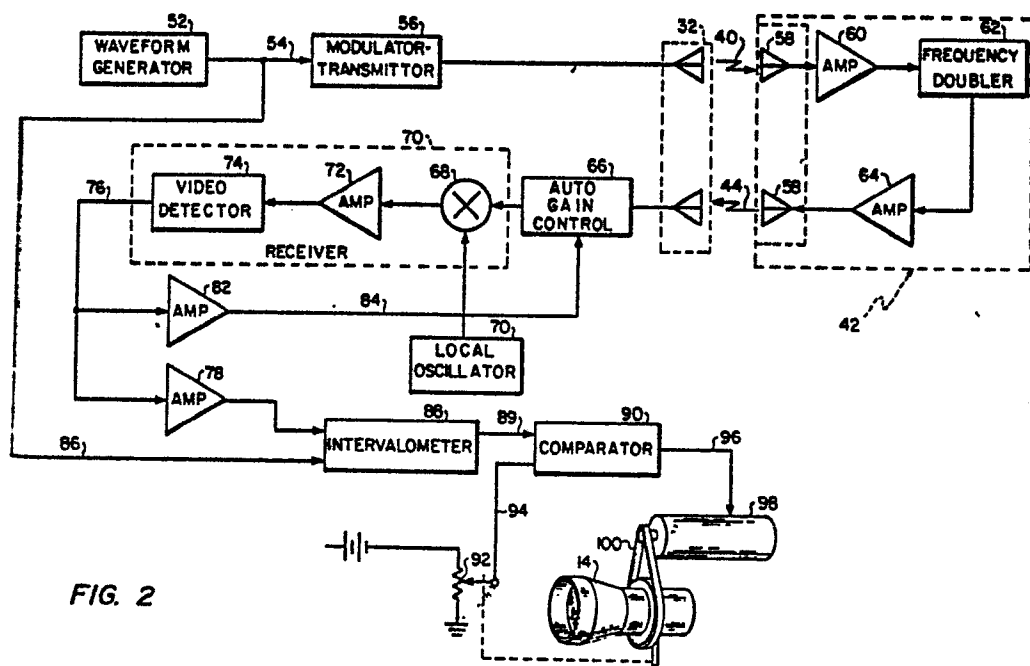 52
WAVEFORM
GENERATOR
54
56
MODULATOR-
TRANSMITTOR
32
40
58
60
AMP
62
FREQUENCY
DOUBLER
70
76
74
VIDEO
DETECTOR
72
AMP
68
66
AUTO
GAIN
CONTROL
44
58
64
AMP
RECEIVER
42
82
AMP
84
70
LOCAL
OSCILLATOR
78
AMP
86
88
INTERVALOMETER
89
90
COMPARATOR
96
94
98
100
14
92
FIG. 2